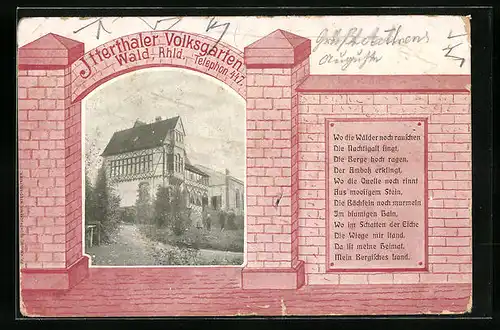 Itterthaler Volksgarten.
Wald, Rhld. Telephon 417.
Wo die Wälder noch rauschen
Die Nachtigall singt,
Die Berge hoch ragen,
Der Amboß erklingt,
Wo die Quelle noch rinnt
Aus moosigem Stein,
Die Bächlein noch murmeln
Im blumigen Hain,
Wo im Schatten der Eiche
Die Wiege mir stand,
Da ist meine Heimat,
Mein Bergisches Land.